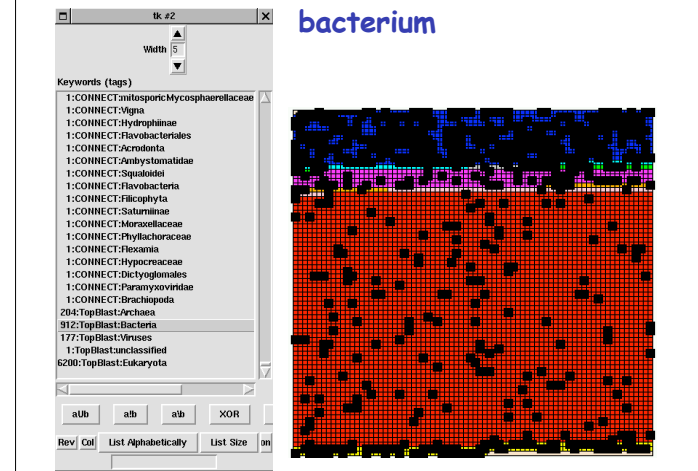 tk #2
bacterium
Width 5
Keywords (tags)
1:CONNECT:mitosporicMycosphaerellaceae
1:CONNECT:Vigna
1:CONNECT:Hydrophiinae
1:CONNECT:Flavobacteriales
1:CONNECT:Acrodonta
1:CONNECT:Ambystomatidae
1:CONNECT:Squaloidei
1:CONNECT:Flavobacteria
1:CONNECT:Filicophyta
1:CONNECT:Saturniinae
1:CONNECT:Moraxellaceae
1:CONNECT:Phyllachoraceae
1:CONNECT:Flexamia
1:CONNECT:Hypocreaceae
1:CONNECT:Dictyoglomales
1:CONNECT:Paramyxoviridae
1:CONNECT:Brachiopoda
204:TopBlast:Archaea
912:TopBlast:Bacteria
177:TopBlast:Viruses
1:TopBlast:unclassified
6200:TopBlast:Eukaryota
aUb a!b a\b XOR
Rev Col List Alphabetically List Size on